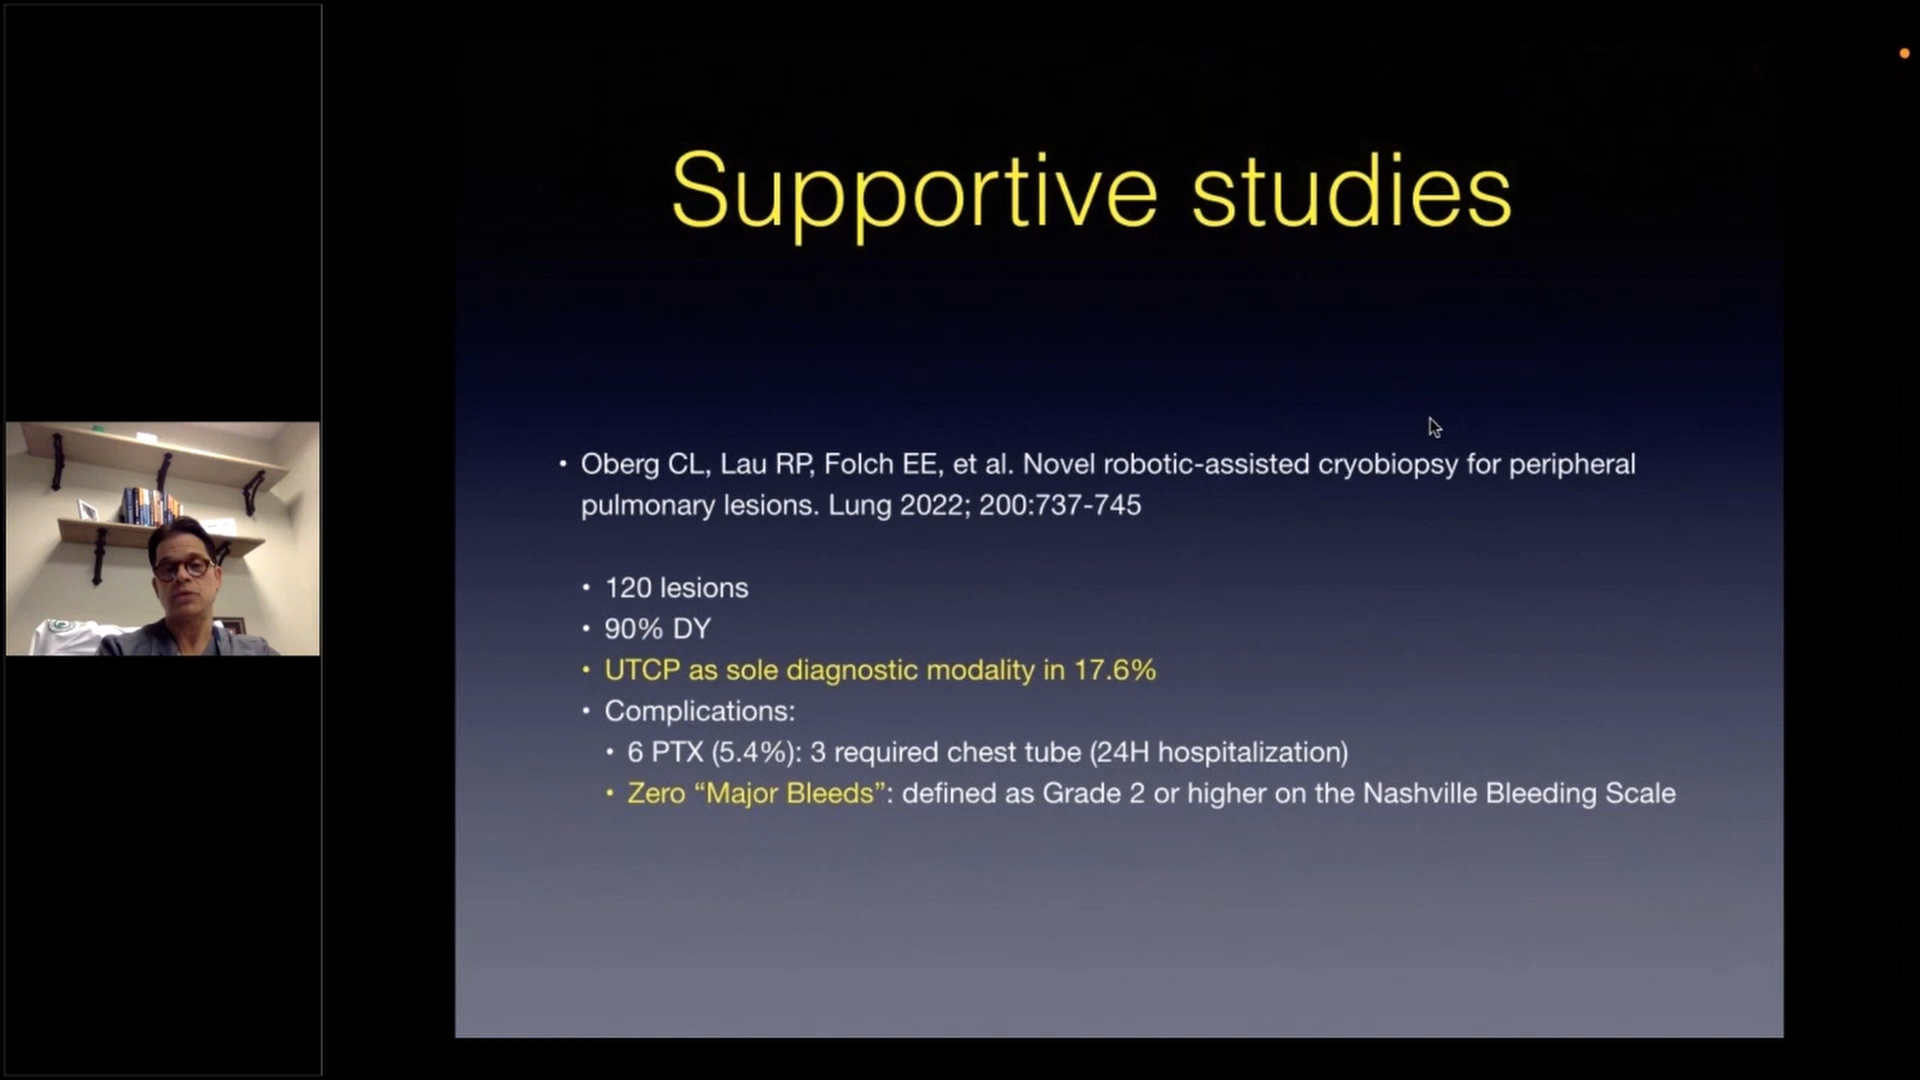 Supportive studies
• Oberg CL, Lau RP, Folch EE, et al. Novel robotic-assisted cryobiopsy for peripheral
pulmonary lesions. Lung 2022; 200:737-745
• 120 lesions
• 90% DY
• UTCP as sole diagnostic modality in 17.6%
• Complications:
• 6 PTX (5.4%): 3 required chest tube (24H hospitalization)
• Zero “Major Bleeds”: defined as Grade 2 or higher on the Nashville Bleeding Scale